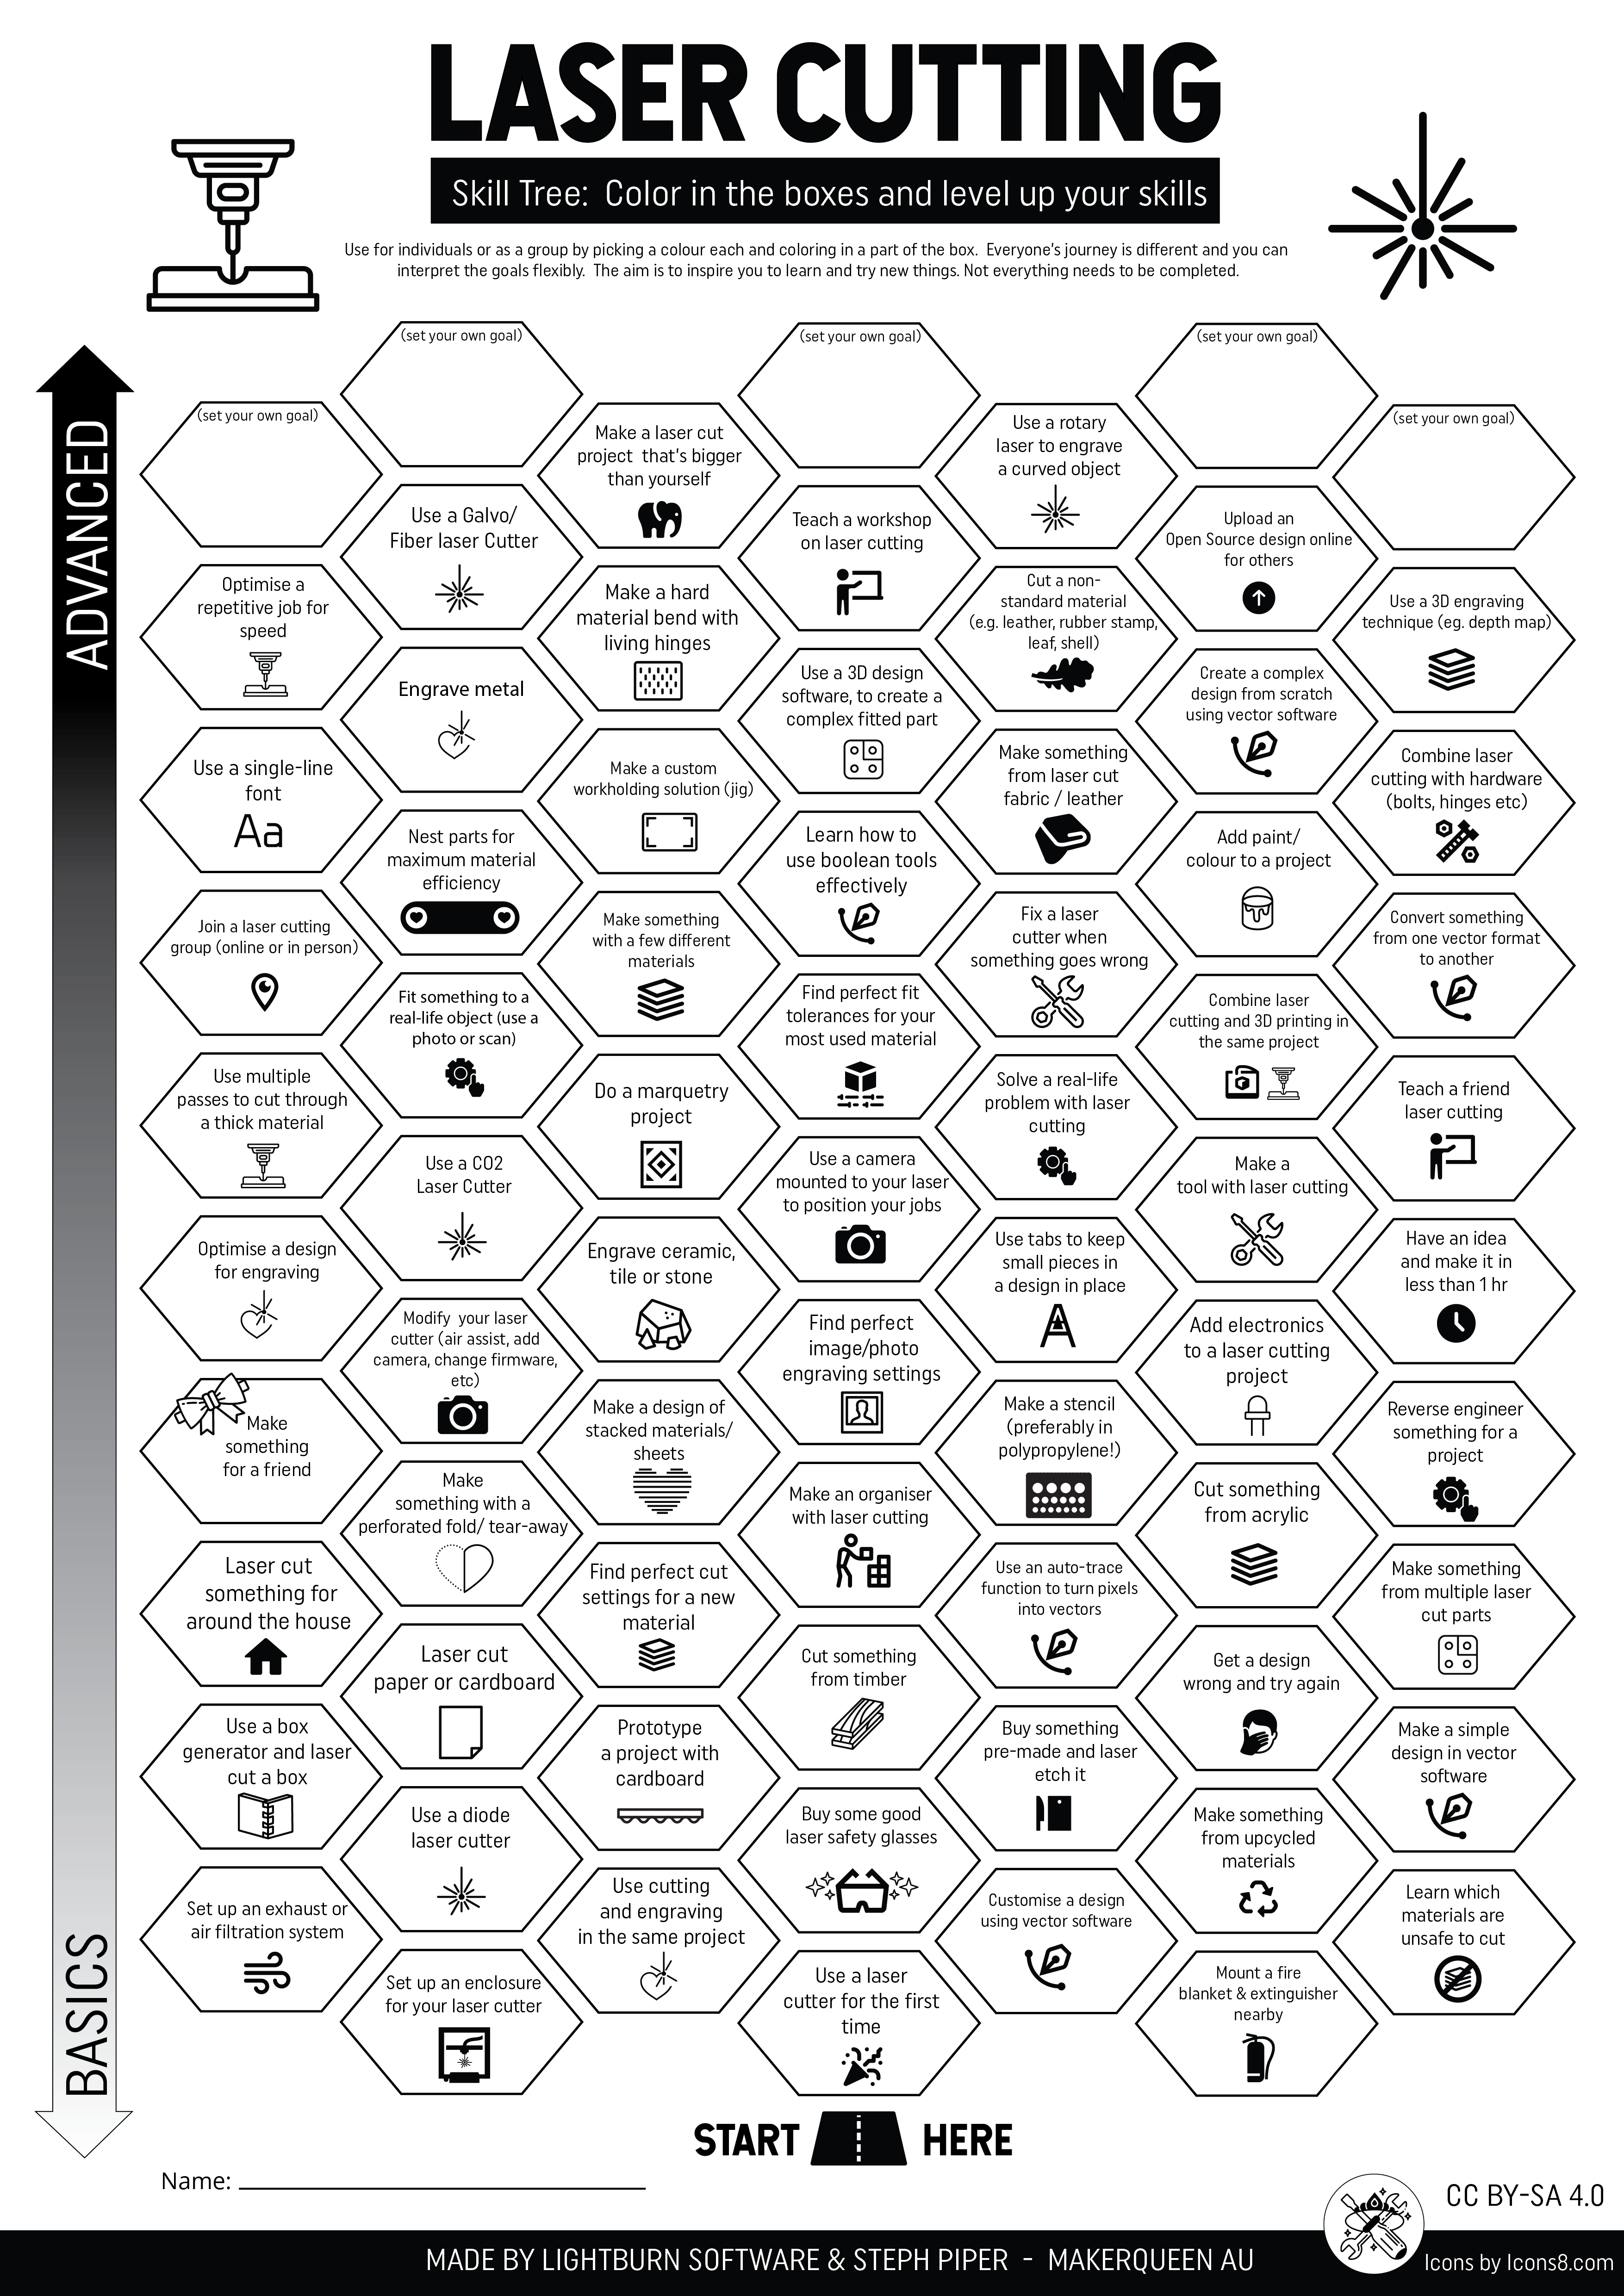 LASER CUTTING
Skill Tree: Color in the boxes and level up your skills
Use for individuals or as a group by picking a colour each and coloring in a part of the box. Everyone's journey is different and you can
interpret the goals flexibly. The aim is to inspire you to learn and try new things. Not everything needs to be completed.
ADVANCED
BASICS
(set your own goal)
(set your own goal)
(set your own goal)
(set your own goal)
(set your own goal)
Make a laser cut
project that's bigger
than yourself
Use a rotary
laser to engrave
a curved object
Use a Galvo/
Fiber laser Cutter
Teach a workshop
on laser cutting
Upload an
Open Source design online
for others
Optimise a
repetitive job for
speed
Make a hard
material bend with
living hinges
Cut a non-
standard material
(e.g. leather, rubber stamp,
leaf, shell)
Use a 3D engraving
technique (eg. depth map)
Engrave metal
Use a 3D design
software, to create a
complex fitted part
Create a complex
design from scratch
using vector software
Use a single-line
font
Aa
Make a custom
workholding solution (jig)
Make something
from laser cut
fabric / leather
Combine laser
cutting with hardware
(bolts, hinges etc)
Nest parts for
maximum material
efficiency
Learn how to
use boolean tools
effectively
Add paint/
colour to a project
Join a laser cutting
group (online or in person)
Make something
with a few different
materials
Fix a laser
cutter when
something goes wrong
Convert something
from one vector format
to another
Fit something to a
real-life object (use a
photo or scan)
Find perfect fit
tolerances for your
most used material
Combine laser
cutting and 3D printing in
the same project
Use multiple
passes to cut through
a thick material
Do a marquetry
project
Solve a real-life
problem with laser
cutting
Teach a friend
laser cutting
Use a CO2
Laser Cutter
Use a camera
mounted to your laser
to position your jobs
Make a
tool with laser cutting
Optimise a design
for engraving
Engrave ceramic,
tile or stone
Use tabs to keep
small pieces in
a design in place
A
Have an idea
and make it in
less than 1 hr
Modify your laser
cutter (air assist, add
camera, change firmware,
etc)
Find perfect
image/photo
engraving settings
Add electronics
to a laser cutting
project
Make
something
for a friend
Make a design of
stacked materials/
sheets
Make a stencil
(preferably in
polypropylene!)
Reverse engineer
something for a
project
Make
something with a
perforated fold/ tear-away
Make an organiser
with laser cutting
Cut something
from acrylic
Laser cut
something for
around the house
Find perfect cut
settings for a new
material
Use an auto-trace
function to turn pixels
into vectors
Make something
from multiple laser
cut parts
Laser cut
paper or cardboard
Cut something
from timber
Get a design
wrong and try again
Use a box
generator and laser
cut a box
Prototype
a project with
cardboard
Buy something
pre-made and laser
etch it
Make a simple
design in vector
software
Use a diode
laser cutter
Buy some good
laser safety glasses
Make something
from upcycled
materials
Set up an exhaust or
air filtration system
Use cutting
and engraving
in the same project
Customise a design
using vector software
Learn which
materials are
unsafe to cut
Set up an enclosure
for your laser cutter
Use a laser
cutter for the first
time
Mount a fire
blanket & extinguisher
nearby
START HERE
Name:
CC BY-SA 4.0
MADE BY LIGHTBURN SOFTWARE & STEPH PIPER - MAKERQUEEN AU
Icons by Icons8.com